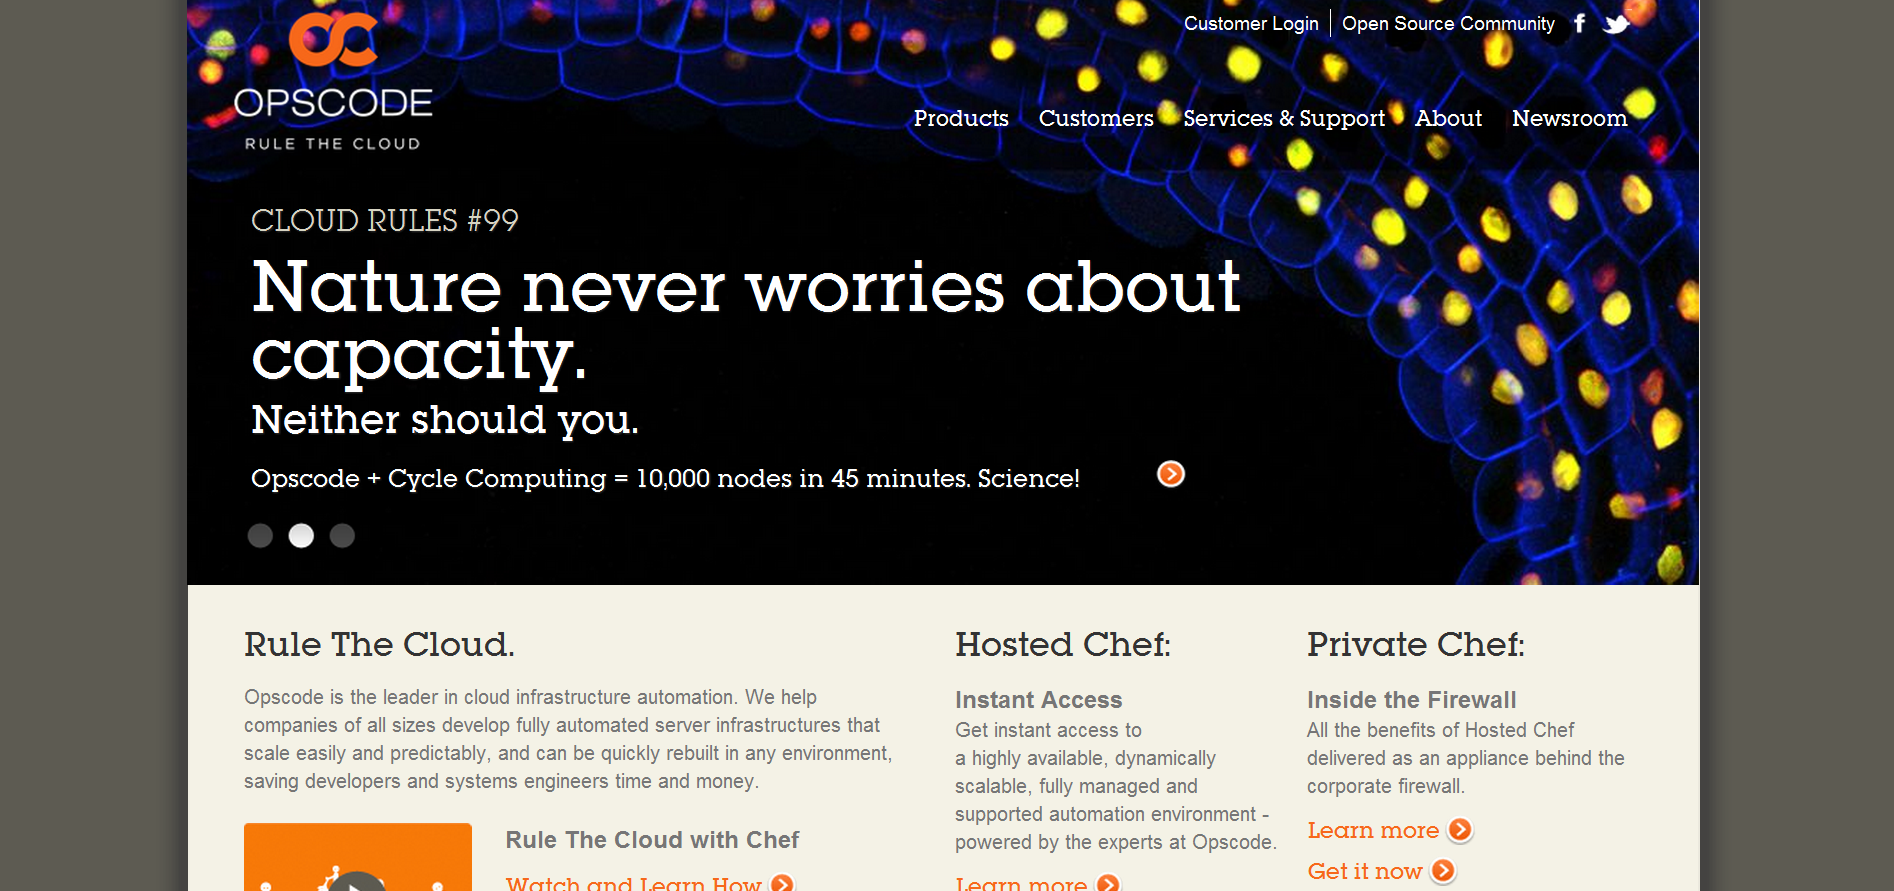 OPSCODE
RULE THE CLOUD
Customer Login
Open Source Community
Products
Customers
Services & Support
About
Newsroom
CLOUD RULES #99
Nature never worries about
capacity.
Neither should you.
Opscode + Cycle Computing = 10,000 nodes in 45 minutes. Science!
Rule The Cloud.
Opscode is the leader in cloud infrastructure automation. We help
companies of all sizes develop fully automated server infrastructures that
scale easily and predictably, and can be quickly rebuilt in any environment,
saving developers and systems engineers time and money.
Rule The Cloud with Chef
Watch and Learn How
Hosted Chef:
Instant Access
Get instant access to
a highly available, dynamically
scalable, fully managed and
supported automation environment -
powered by the experts at Opscode.
Learn more
Private Chef:
Inside the Firewall
All the benefits of Hosted Chef
delivered as an appliance behind the
corporate firewall.
Learn more
Get it now